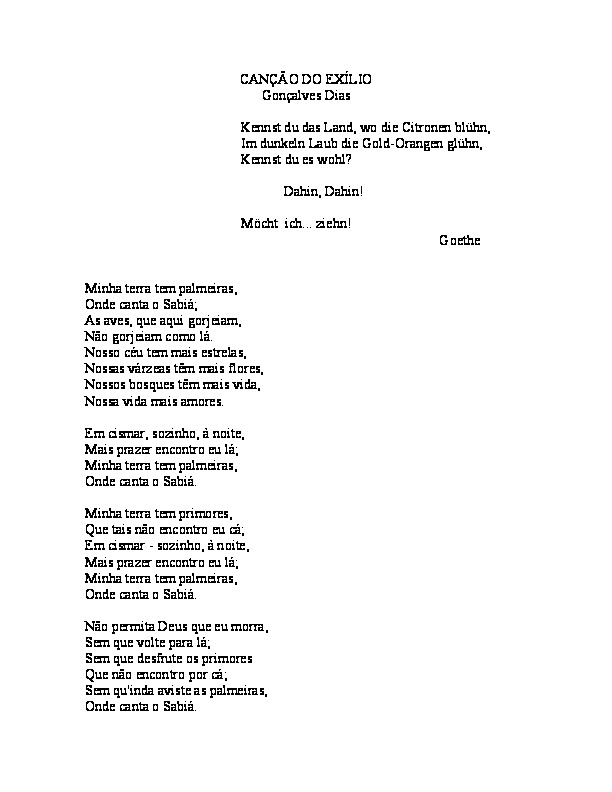 CANÇÃO DO EXÍLIO
Gonçalves Dias
Kennst du das Land, wo die Citronen blühn,
Im dunkeln Laub die Gold-Orangen glühn,
Kennst du es wohl?
Dahin, Dahin!
Möcht ich... ziehn!
Goethe
Minha terra tem palmeiras,
Onde canta o Sabiá;
As aves, que aqui gorjeiam,
Não gorjeiam como lá.
Nosso céu tem mais estrelas,
Nossas várzeas têm mais flores,
Nossos bosques têm mais vida,
Nossa vida mais amores.
Em cismar, sozinho, à noite,
Mais prazer encontro eu lá;
Minha terra tem palmeiras,
Onde canta o Sabiá.
Minha terra tem primores,
Que tais não encontro eu cá;
Em cismar - sozinho, à noite,
Mais prazer encontro eu lá;
Minha terra tem palmeiras,
Onde canta o Sabiá.
Não permita Deus que eu morra,
Sem que volte para lá;
Sem que desfrute os primores
Que não encontro por cá;
Sem qu'inda aviste as palmeiras,
Onde canta o Sabiá.